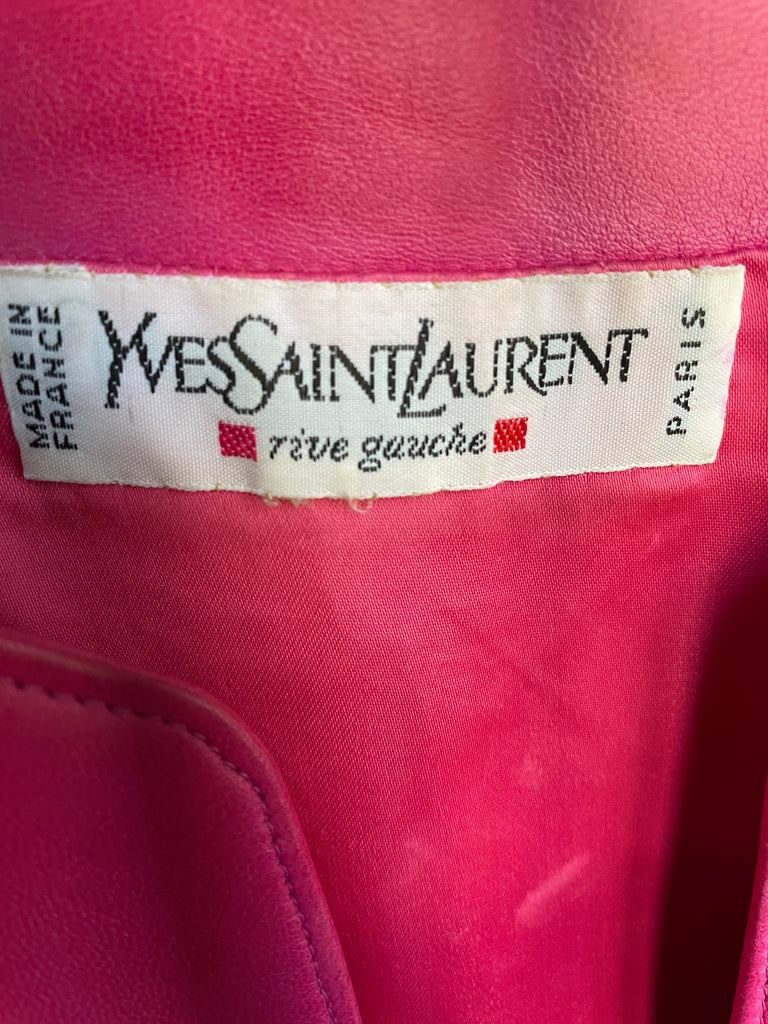 MADE IN
FRANCE
YVESSAINTLAURENT
rive gauche
PARIS